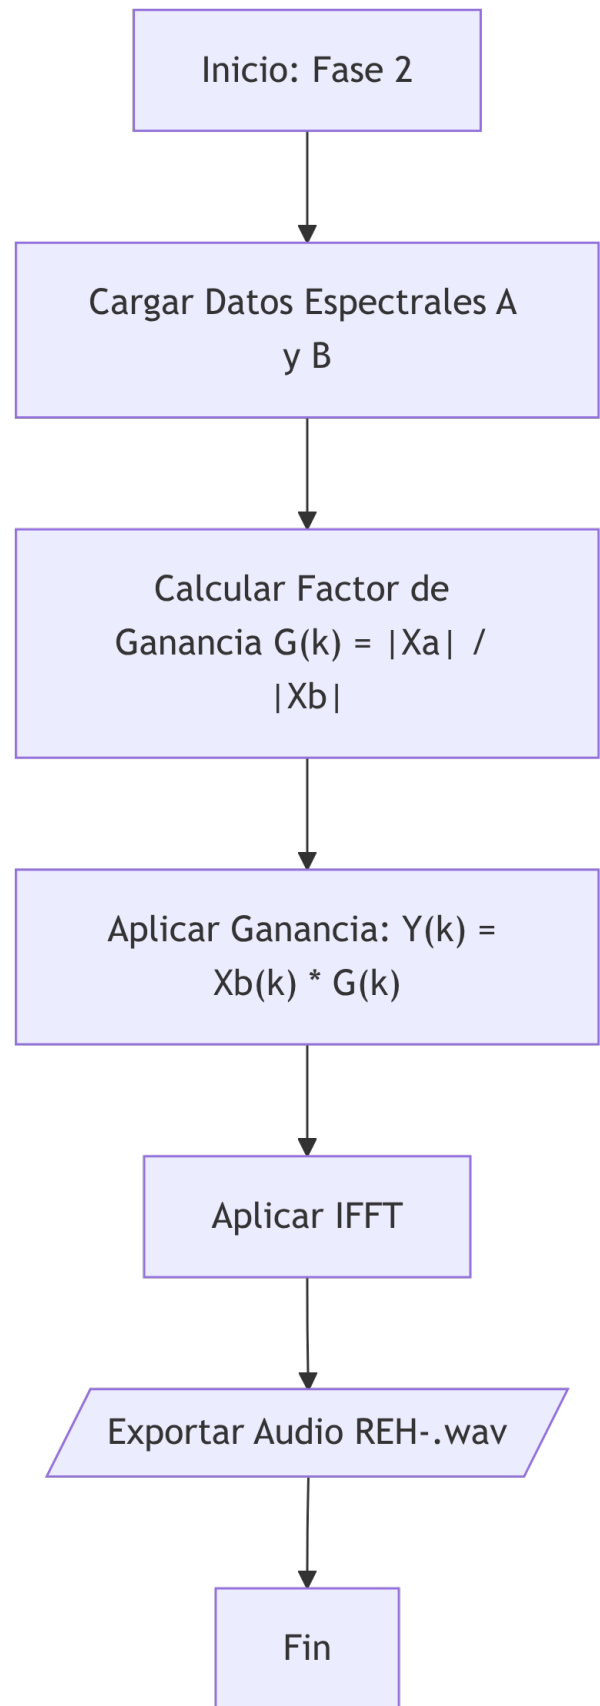 Inicio: Fase 2
Cargar Datos Espectrales A
y B
Calcular Factor de
Ganancia G(k) = |Xa| /
|Xb|
Aplicar Ganancia: Y(k) =
Xb(k) * G(k)
Aplicar IFFT
Exportar Audio REH-.wav
Fin